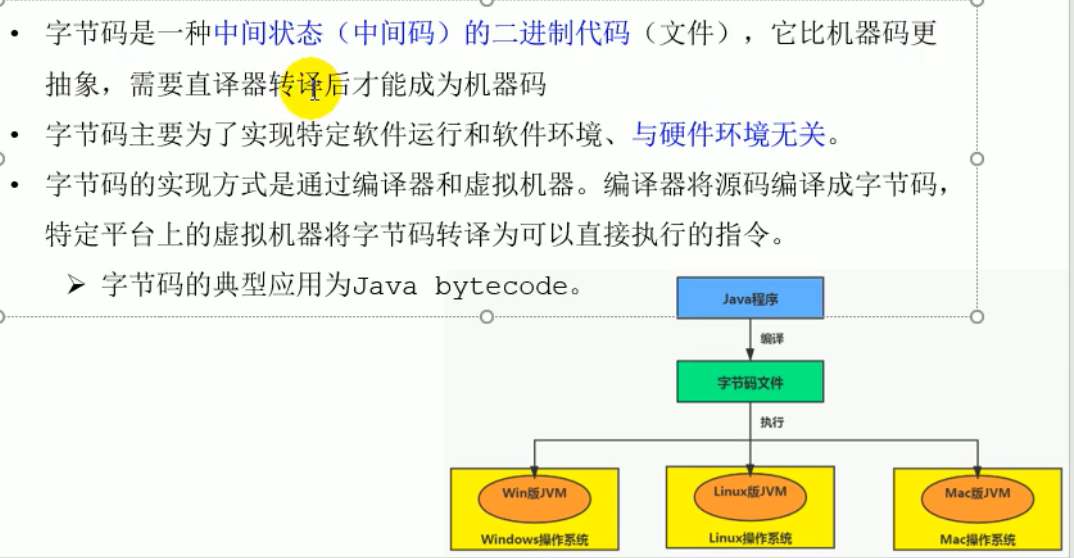 • 字节码是一种中间状态（中间码）的二进制代码（文件），它比机器码更
抽象，需要直译器转译后才能成为机器码
• 字节码主要为了实现特定软件运行和软件环境、与硬件环境无关。
• 字节码的实现方式是通过编译器和虚拟机器。编译器将源码编译成字节码，
特定平台上的虚拟机器将字节码转译为可以直接执行的指令。
➢ 字节码的典型应用为Java bytecode。
Java程序
编译
字节码文件
执行
Win版JVM
Linux版JVM
Mac版JVM
Windows操作系统
Linux操作系统
Mac操作系统